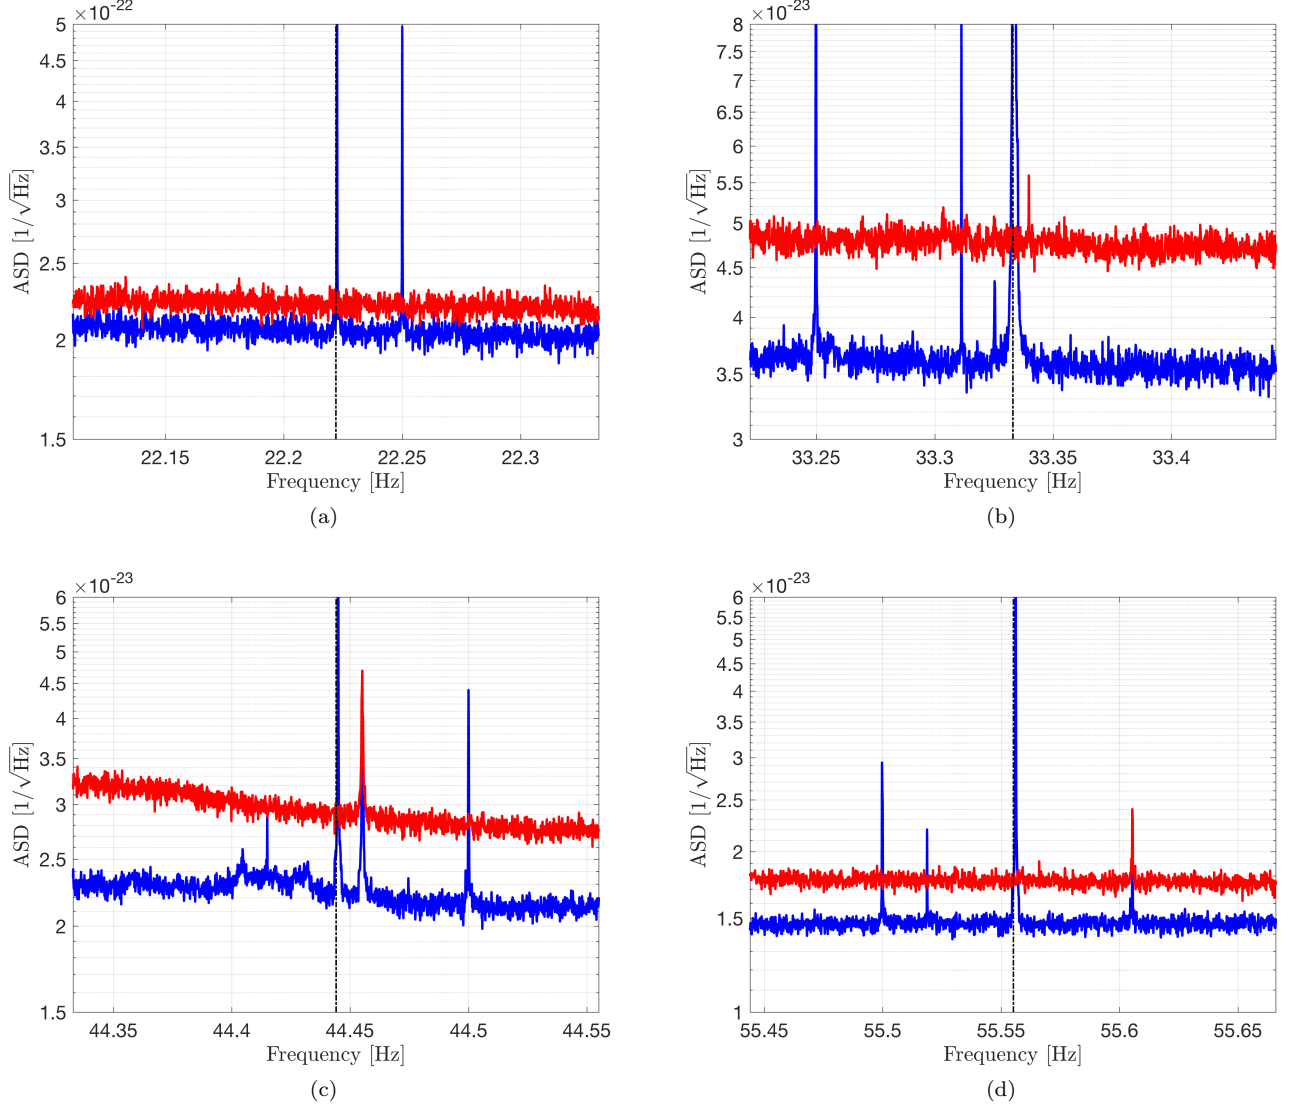 ×10-22
5
4.5
4
3.5
3
2.5
2
1.5
ASD [1/√Hz]
22.15 22.2 22.25 22.3
Frequency [Hz]
(a)
×10-23
8
7.5
7
6.5
6
5.5
5
4.5
4
3.5
3
ASD [1/√Hz]
33.25 33.3 33.35 33.4
Frequency [Hz]
(b)
×10-23
6
5.5
5
4.5
4
3.5
3
2.5
2
1.5
ASD [1/√Hz]
44.35 44.4 44.45 44.5 44.55
Frequency [Hz]
(c)
×10-23
6
5.5
5
4.5
4
3.5
3
2.5
2
1.5
1
ASD [1/√Hz]
55.45 55.5 55.55 55.6 55.65
Frequency [Hz]
(d)